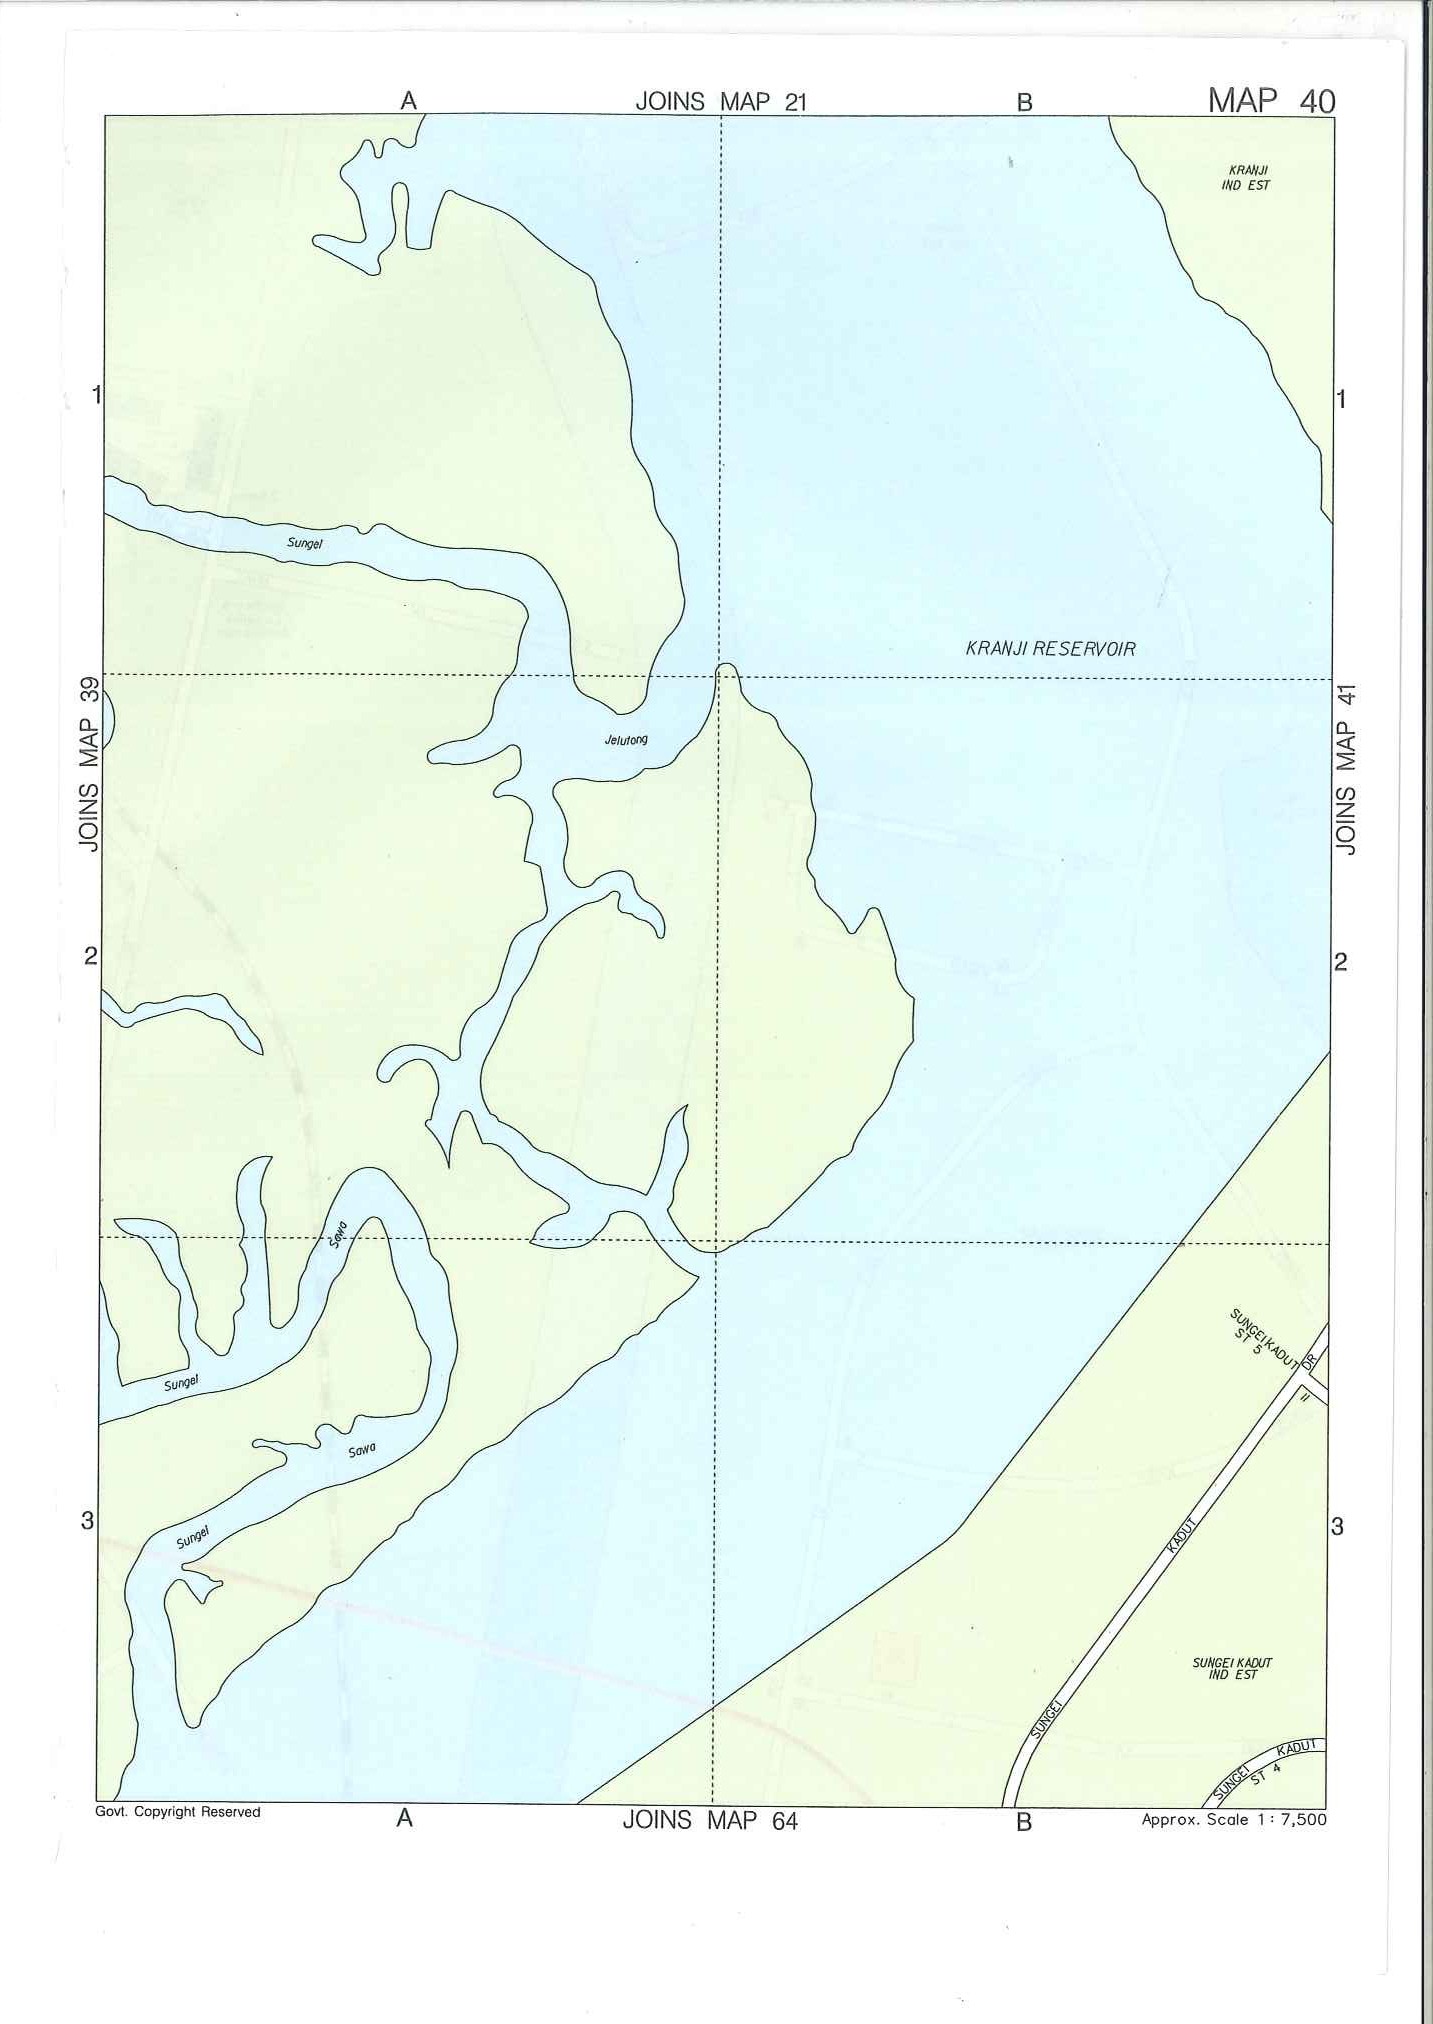 A
JOINS MAP 21
B
MAP 40
KRANJI
IND EST
1
1
Sungei
KRANJI RESERVOIR
JOINS MAP 39
JOINS MAP 41
Jelutong
2
2
Sawa
SUNGEI KADUT
ST 5
DR
Sungei
Sawa
3
Sungei
KADUT
3
SUNGEI KADUT
IND EST
SUNGEI
KADUT
SUNGEI
ST 4
Govt. Copyright Reserved
A
JOINS MAP 64
B
Approx. Scale 1 : 7,500